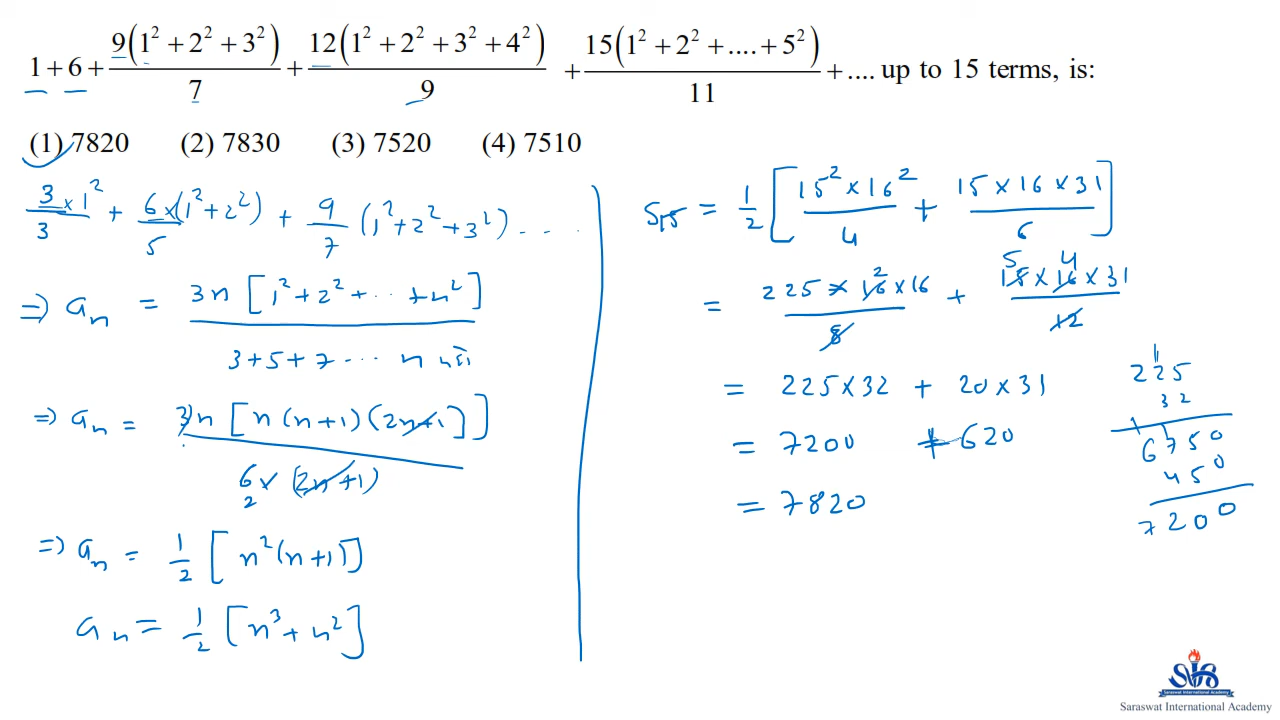 1 + 6 + 9(1² + 2² + 3²)/7 + 12(1² + 2² + 3² + 4²)/9 + 15(1² + 2² + .... + 5²)/11 + .... up to 15 terms, is:
(1) 7820 (2) 7830 (3) 7520 (4) 7510
3 × 1²/3 + 6 × (1² + 2²)/5 + 9/7 (1² + 2² + 3²) ...
⇒ aₙ = 3n [1² + 2² + ... + n²]
3 + 5 + 7 ... n
⇒ aₙ = 3n [n (n+1) (2n+1)]
6 × (2n+1)
2
⇒ aₙ = 1/2 [n² (n+1)]
aₙ = 1/2 [n³ + n²]
S₁₅ = 1/2 [15² × 16²/4 + 15 × 16 × 31/6]
= 225 × 16 × 16/8 + 15 × 16 × 31/12
2 5 4
= 225 × 32 + 20 × 31
= 7200 + 620
= 7820
225
32
6750
450
7200
SIA
Saraswat International Academy
Saraswat International Academy